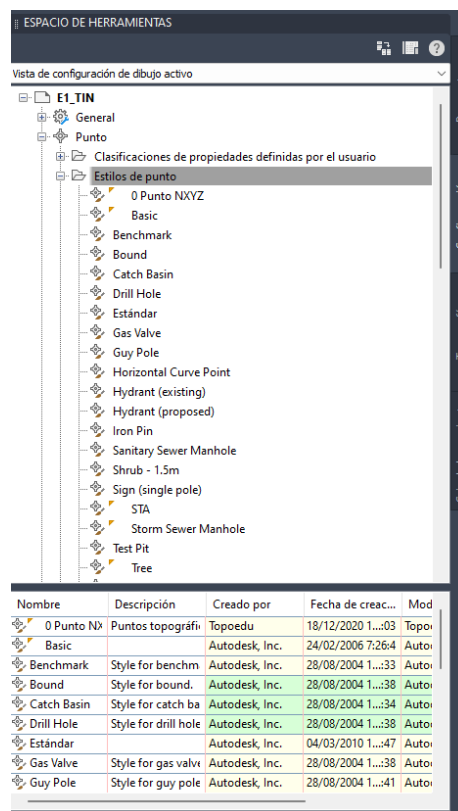 ESPACIO DE HERRAMIENTAS
Vista de configuración de dibujo activo
E1_TIN
General
Punto
Clasificaciones de propiedades definidas por el usuario
Estilos de punto
0 Punto NXYZ
Basic
Benchmark
Bound
Catch Basin
Drill Hole
Estándar
Gas Valve
Guy Pole
Horizontal Curve Point
Hydrant (existing)
Hydrant (proposed)
Iron Pin
Sanitary Sewer Manhole
Shrub - 1.5m
Sign (single pole)
STA
Storm Sewer Manhole
Test Pit
Tree
Nombre Descripción Creado por Fecha de creac... Mod
0 Punto NX Puntos topográfi Topoedu 18/12/2020 1...:03 Topo
Basic Autodesk, Inc. 24/02/2006 7:26:4 Auto
Benchmark Style for benchm Autodesk, Inc. 28/08/2004 1...:33 Auto
Bound Style for bound. Autodesk, Inc. 28/08/2004 1...:38 Auto
Catch Basin Style for catch ba Autodesk, Inc. 28/08/2004 1...:34 Auto
Drill Hole Style for drill hole Autodesk, Inc. 28/08/2004 1...:38 Auto
Estándar Autodesk, Inc. 04/03/2010 1...:47 Auto
Gas Valve Style for gas valve Autodesk, Inc. 28/08/2004 1...:38 Auto
Guy Pole Style for guy pole Autodesk, Inc. 28/08/2004 1...:41 Auto